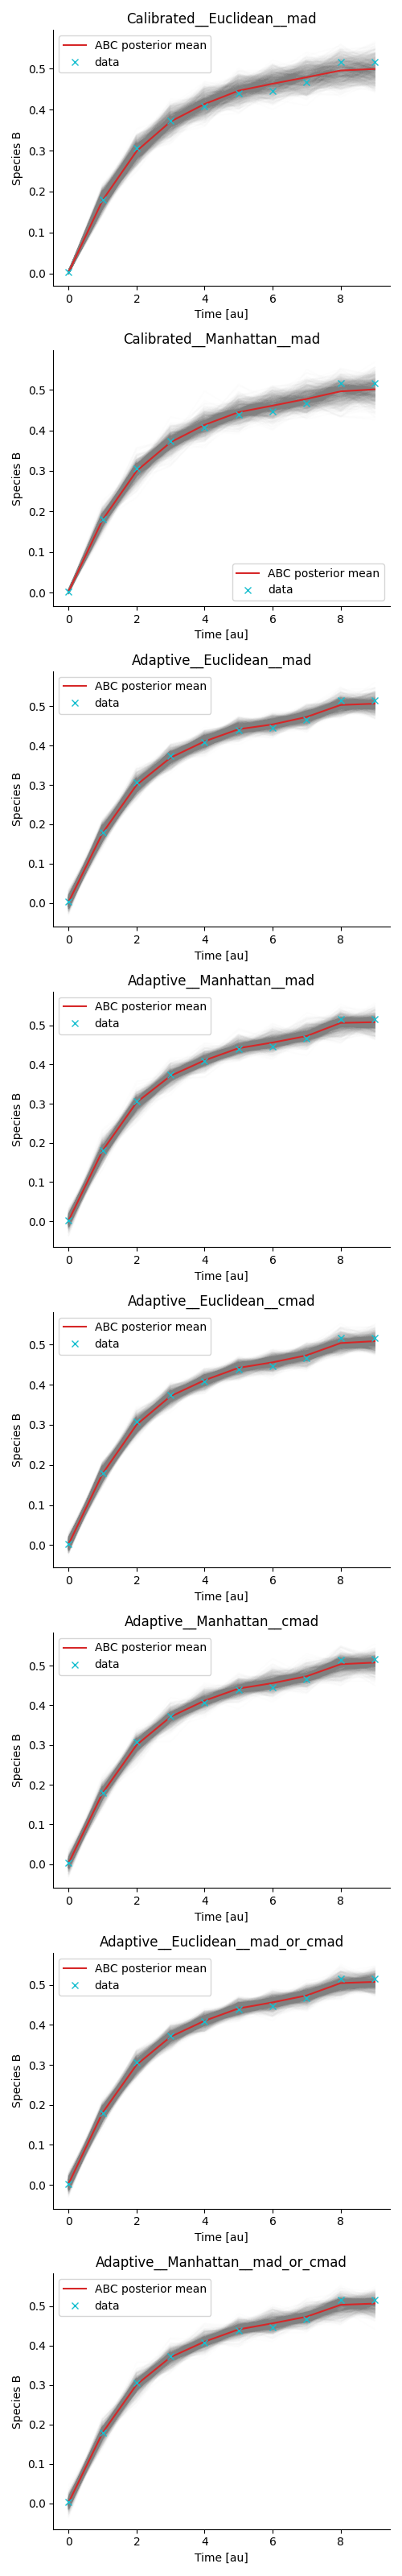 Calibrated__Euclidean__mad
ABC posterior mean
data
0.5
0.4
0.3
0.2
0.1
0.0
Species B
0 2 4 6 8
Time [au]
Calibrated__Manhattan__mad
0.5
0.4
0.3
0.2
0.1
0.0
Species B
ABC posterior mean
data
0 2 4 6 8
Time [au]
Adaptive__Euclidean__mad
ABC posterior mean
data
0.5
0.4
0.3
0.2
0.1
0.0
Species B
0 2 4 6 8
Time [au]
Adaptive__Manhattan__mad
ABC posterior mean
data
0.5
0.4
0.3
0.2
0.1
0.0
Species B
0 2 4 6 8
Time [au]
Adaptive__Euclidean__cmad
ABC posterior mean
data
0.5
0.4
0.3
0.2
0.1
0.0
Species B
0 2 4 6 8
Time [au]
Adaptive__Manhattan__cmad
ABC posterior mean
data
0.5
0.4
0.3
0.2
0.1
0.0
Species B
0 2 4 6 8
Time [au]
Adaptive__Euclidean__mad_or_cmad
ABC posterior mean
data
0.5
0.4
0.3
0.2
0.1
0.0
Species B
0 2 4 6 8
Time [au]
Adaptive__Manhattan__mad_or_cmad
ABC posterior mean
data
0.5
0.4
0.3
0.2
0.1
0.0
Species B
0 2 4 6 8
Time [au]